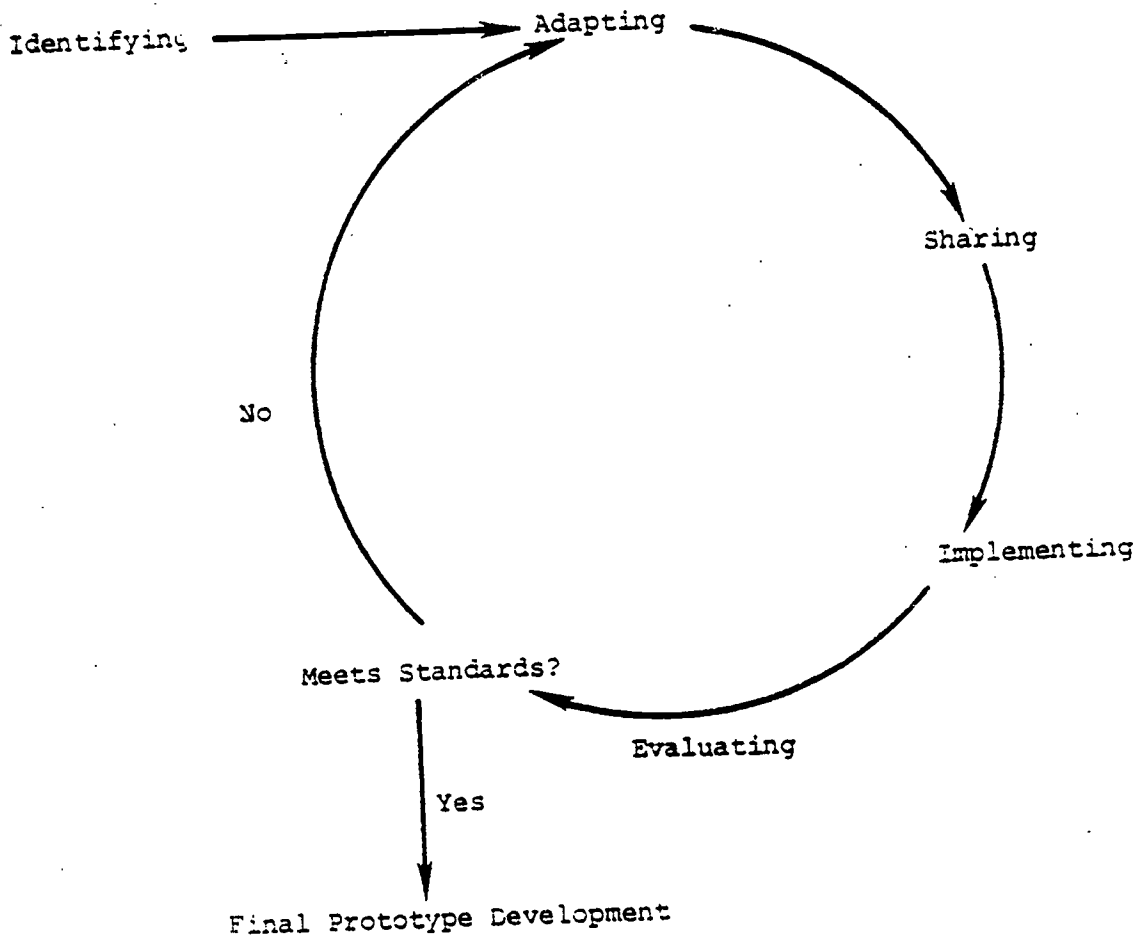 Identifying
Adapting
Sharing
No
Implementing
Meets Standards?
Evaluating
Yes
Final Prototype Development